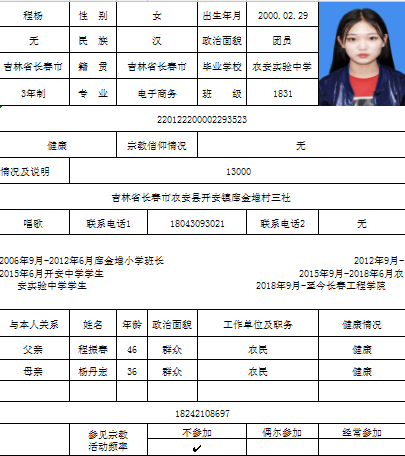 程杨 性 别 女 出生年月 2000.02.29
无 民 族 汉 政治面貌 团员
吉林省长春市 籍 贯 吉林省长春市 毕业学校 农安实验中学
3年制 专 业 电子商务 班 级 1831
220122200002293523
健康 宗教信仰情况 无
情况及说明 13000
吉林省长春市农安县开安镇席金堡村三社
唱歌 联系电话1 18043093021 联系电话2 无
2006年9月-2012年6月席金堡小学班长 2012年9月-
2015年6月开安中学学生 2015年9月-2018年6月农
安实验中学学生 2018年9月-至今长春工程学院
与本人关系 姓名 年龄 政治面貌 工作单位及职务 健康情况
父亲 程振春 46 群众 农民 健康
母亲 杨丹宏 36 群众 农民 健康
18242108697
参见宗教 不参加 偶尔参加 经常参加
活动频率 ✓